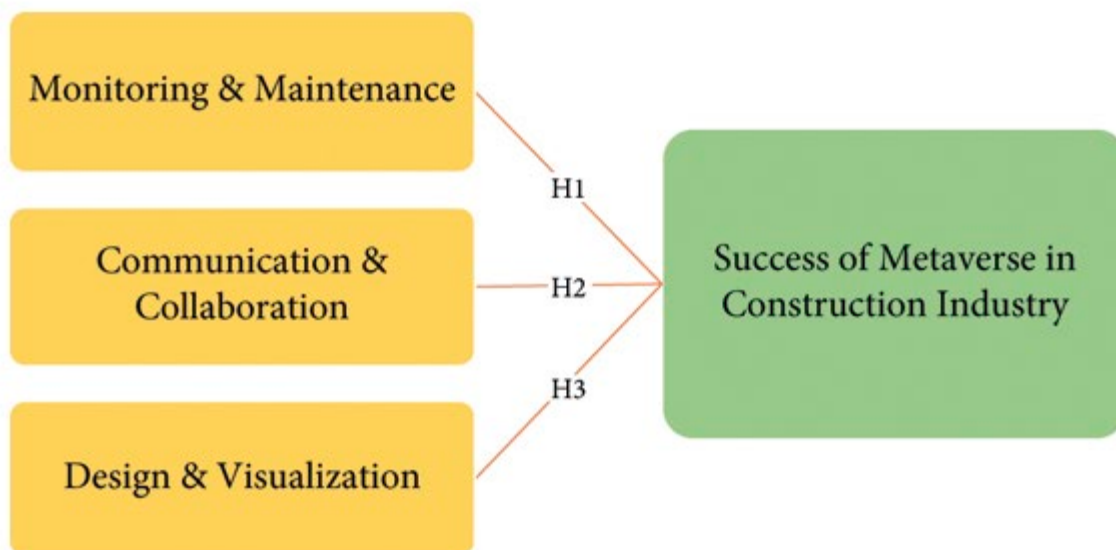 Monitoring & Maintenance
H1
Communication &
Collaboration
H2
Success of Metaverse in
Construction Industry
H3
Design & Visualization